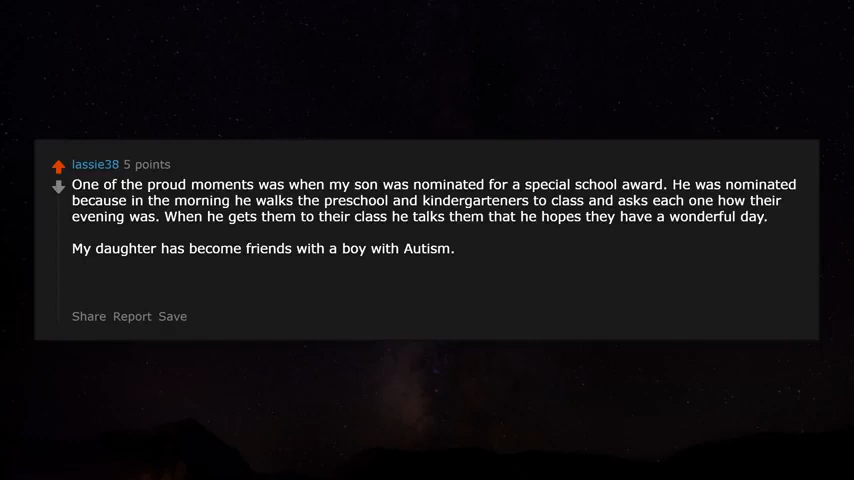 lassie38 5 points
One of the proud moments was when my son was nominated for a special school award. He was nominated
because in the morning he walks the preschool and kindergarteners to class and asks each one how their
evening was. When he gets them to their class he talks them that he hopes they have a wonderful day.
My daughter has become friends with a boy with Autism.
Share Report Save